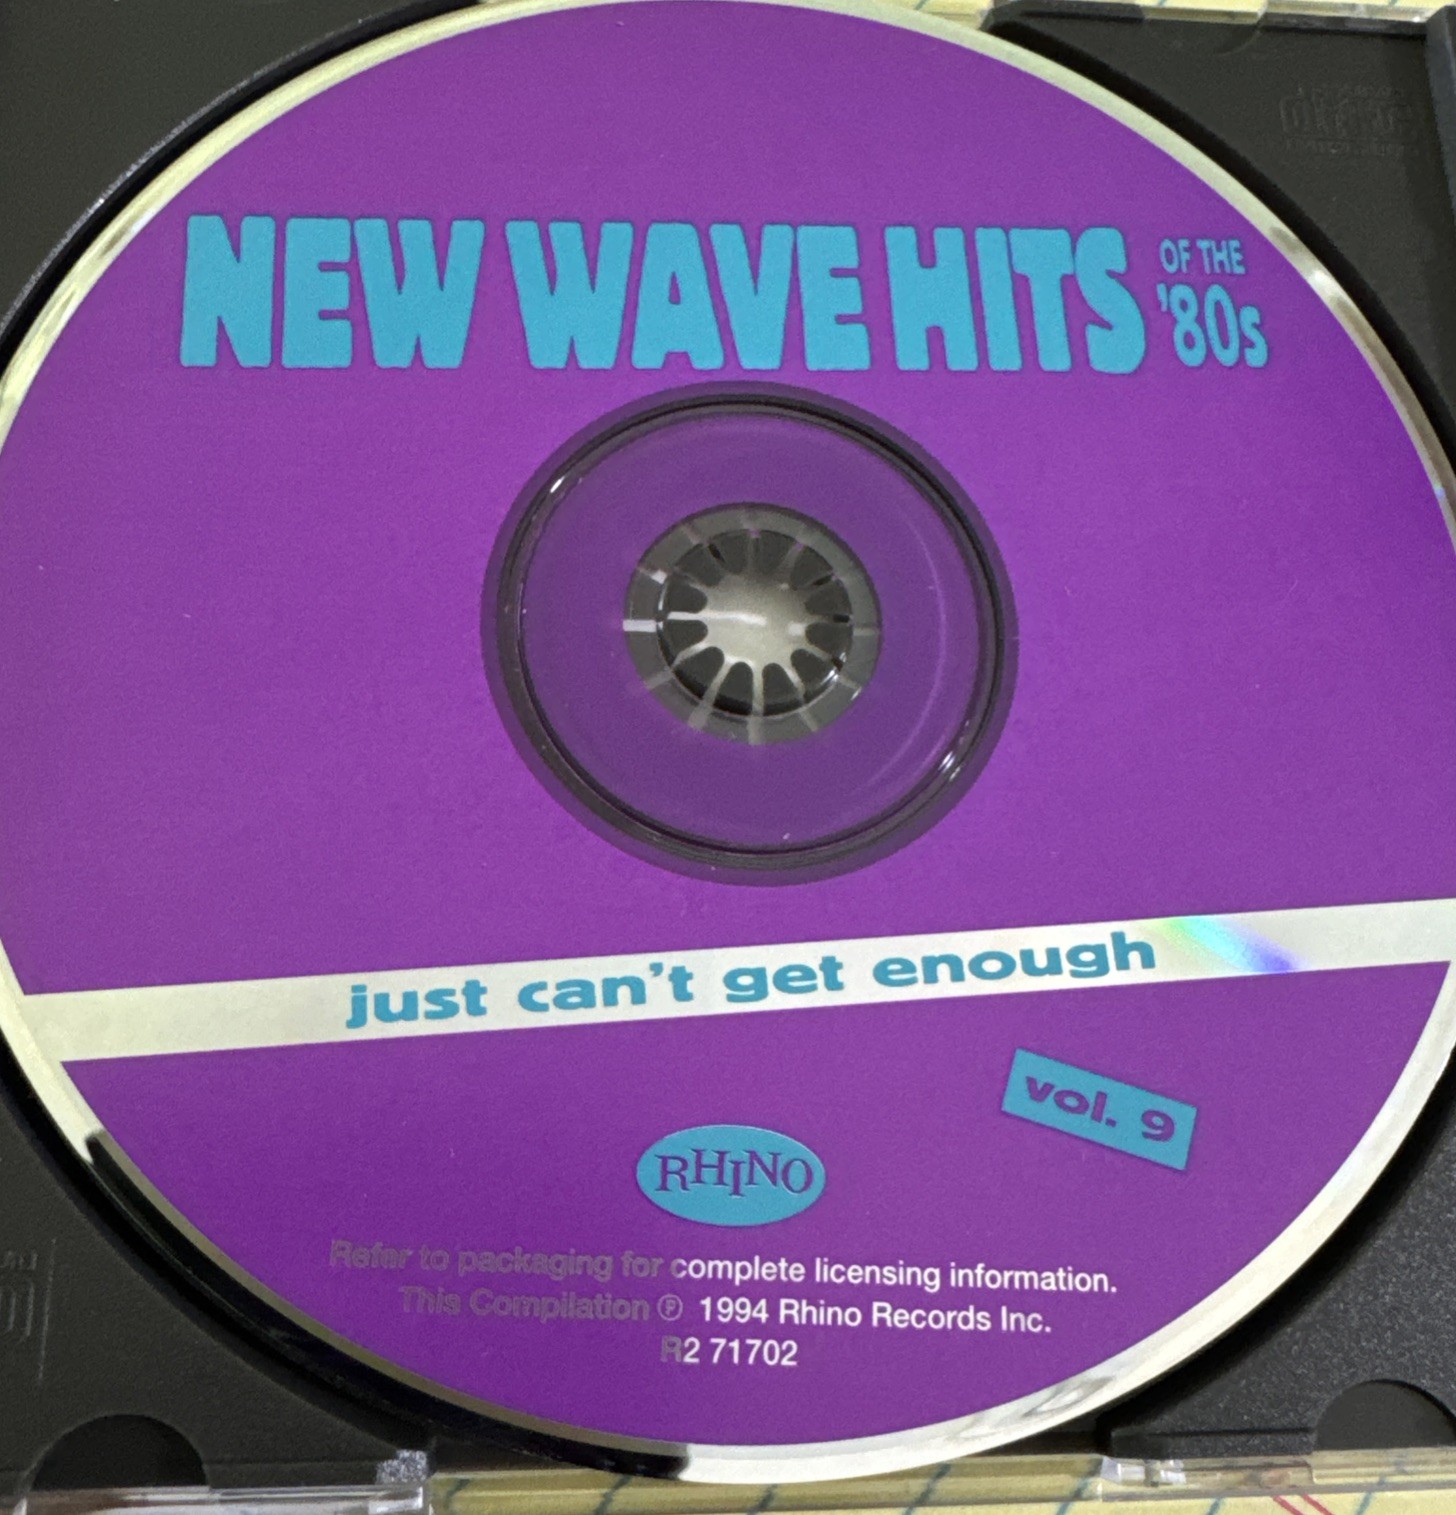 NEW WAVE HITS OF THE '80s
just can't get enough
vol. 9
RHINO
Refer to packaging for complete licensing information.
This Compilation ℗ 1994 Rhino Records Inc.
R2 71702